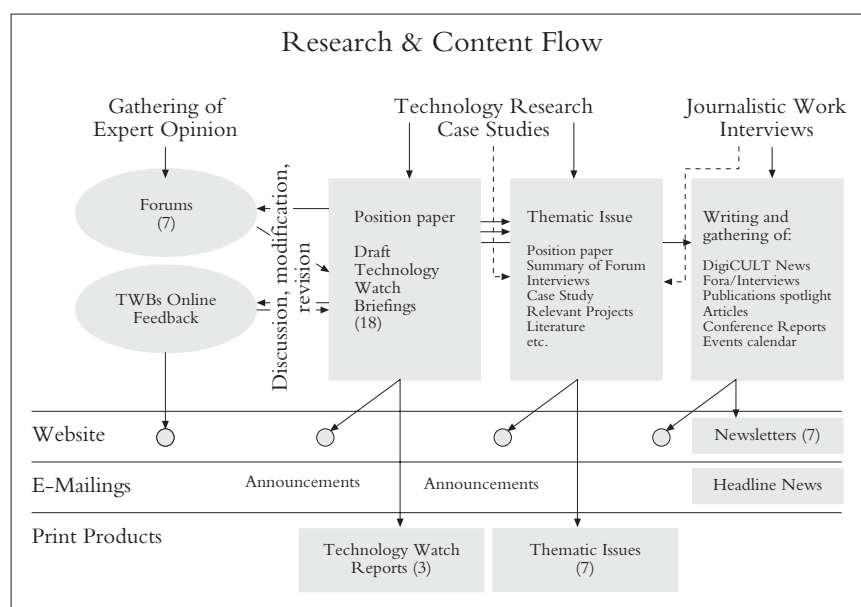 Research & Content Flow
Gathering of
Expert Opinion
Technology Research
Case Studies
Journalistic Work
Interviews
Forums
(7)
TWBs Online
Feedback
Discussion, modification,
revision
Position paper
Draft
Technology
Watch
Briefings
(18)
Thematic Issue
Position paper
Summary of Forum
Interviews
Case Study
Relevant Projects
Literature
etc.
Writing and
gathering of:
DigiCULT News
Fora/Interviews
Publications spotlight
Articles
Conference Reports
Events calendar
Website
Newsletters (7)
E-Mailings
Announcements
Announcements
Headline News
Print Products
Technology Watch
Reports (3)
Thematic Issues
(7)